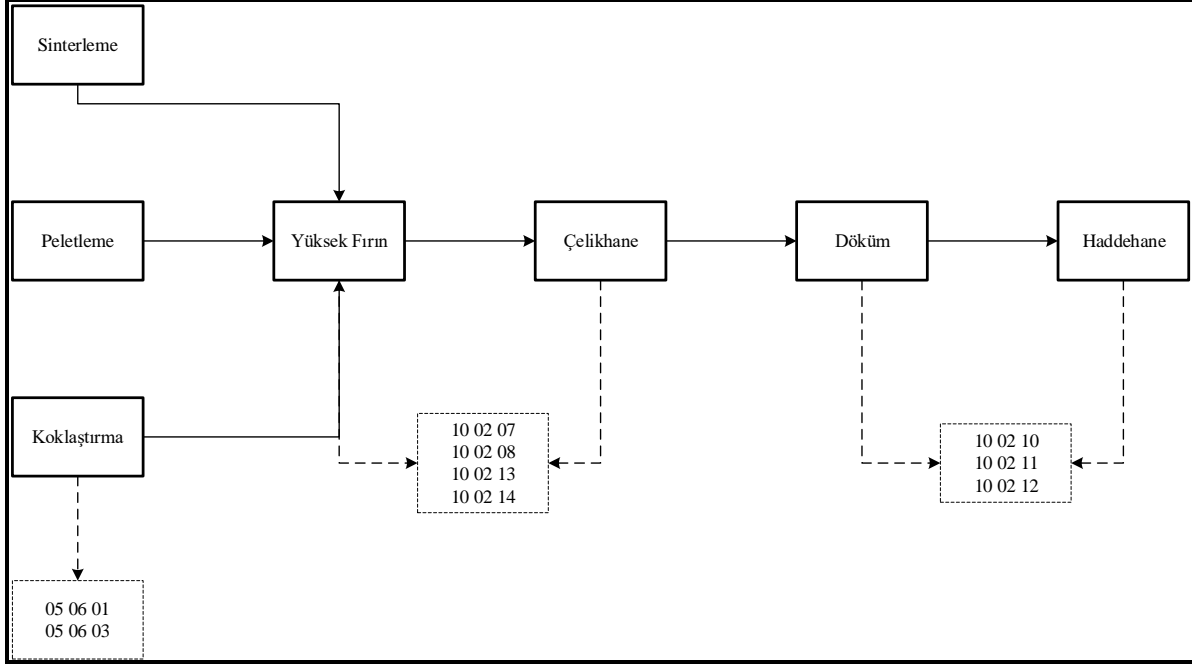 Sinterleme
Peletleme
Yüksek Fırın
Çelikhane
Döküm
Haddehane
Koklaştırma
10 02 07
10 02 08
10 02 13
10 02 14
10 02 10
10 02 11
10 02 12
05 06 01
05 06 03